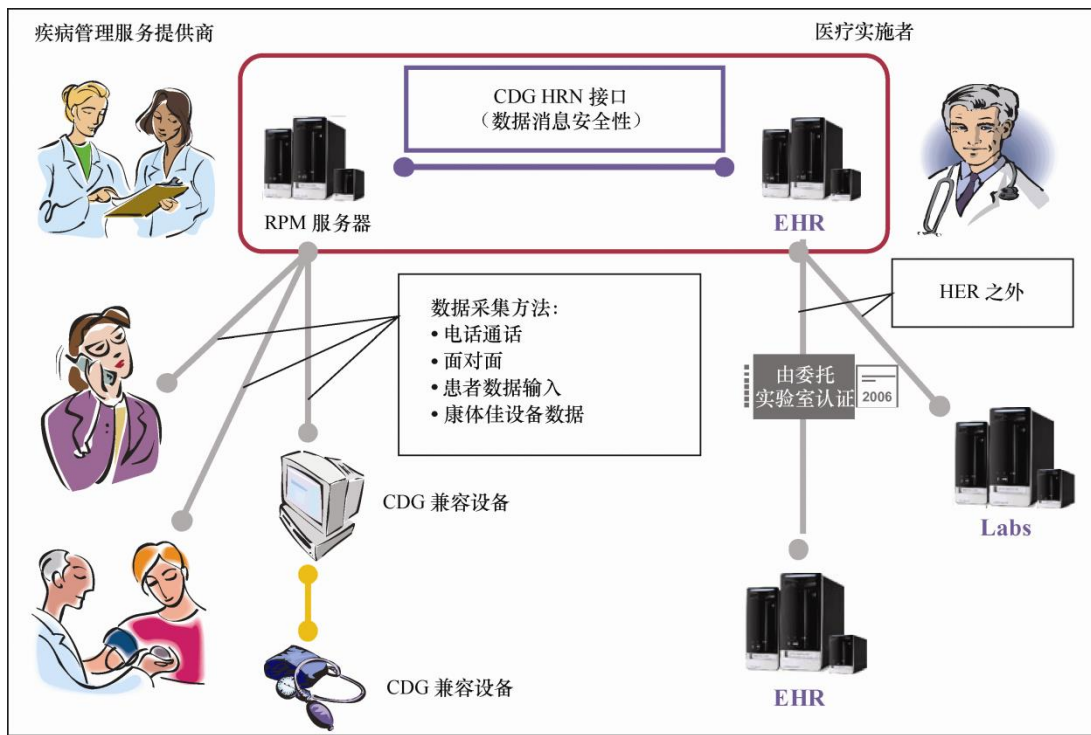 疾病管理服务提供商
医疗实施者
CDG HRN 接口
（数据消息安全性）
RPM 服务器
EHR
HER 之外
数据采集方法：
• 电话通话
• 面对面
• 患者数据输入
• 康体佳设备数据
由委托
实验室认证
2006
CDG 兼容设备
Labs
CDG 兼容设备
EHR